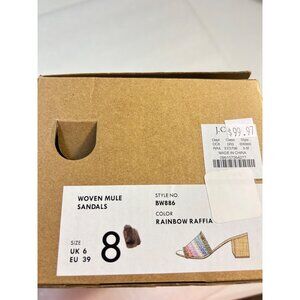 J.C
$99.97
MADE IN CHINA
WOVEN MULE
SANDALS
STYLE NO.
BW886
COLOR
RAINBOW RAFFIA
SIZE
UK 6
EU 39
8